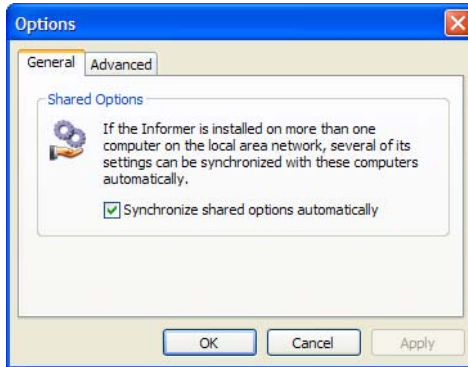 Options
General Advanced
Shared Options
If the Informer is installed on more than one
computer on the local area network, several of its
settings can be synchronized with these computers
automatically.
Synchronize shared options automatically
OK Cancel Apply